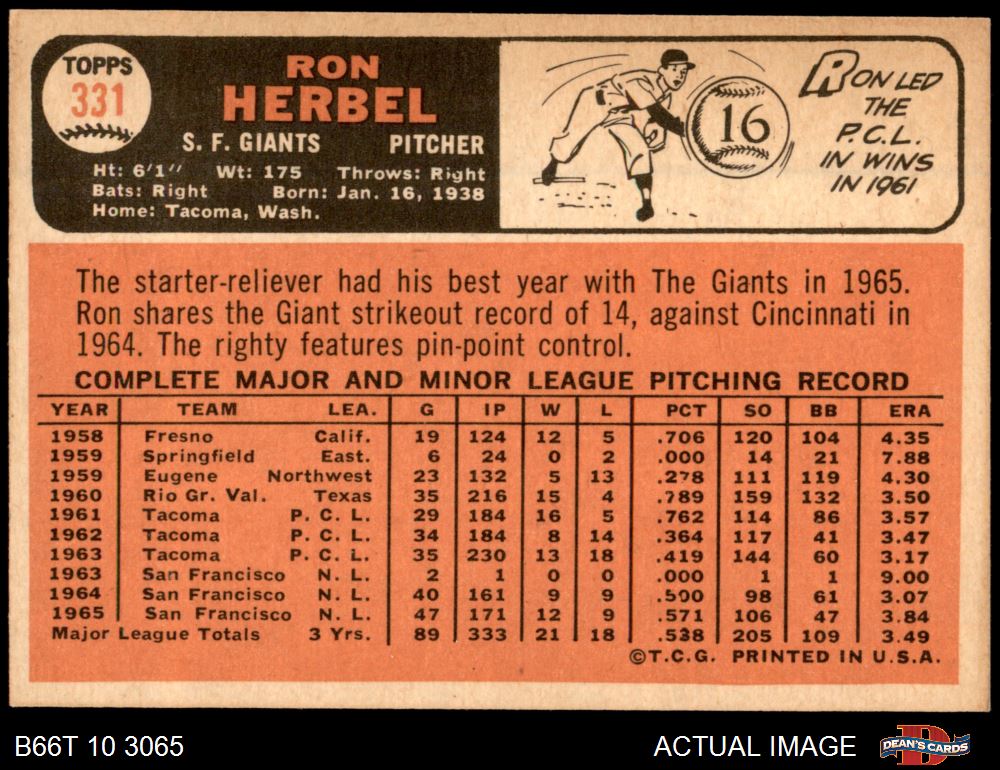 TOPPS
331
RON
HERBEL
S. F. GIANTS PITCHER
Ht: 6'1" Wt: 175 Throws: Right
Bats: Right Born: Jan. 16, 1938
Home: Tacoma, Wash.
16
RON LED
THE
P.C.L.
IN WINS
IN 1961
The starter-reliever had his best year with The Giants in 1965.
Ron shares the Giant strikeout record of 14, against Cincinnati in
1964. The righty features pin-point control.
COMPLETE MAJOR AND MINOR LEAGUE PITCHING RECORD
YEAR TEAM LEA. G IP W L PCT SO BB ERA
1958 Fresno Calif. 19 124 12 5 .706 120 104 4.35
1959 Springfield East. 6 24 0 2 .000 14 21 7.88
1959 Eugene Northwest 23 132 5 13 .278 111 119 4.30
1960 Rio Gr. Val. Texas 35 216 15 4 .789 159 132 3.50
1961 Tacoma P. C. L. 29 184 16 5 .762 114 86 3.57
1962 Tacoma P. C. L. 34 184 8 14 .364 117 41 3.47
1963 Tacoma P. C. L. 35 230 13 18 .419 144 60 3.17
1963 San Francisco N. L. 2 1 0 0 .000 1 1 9.00
1964 San Francisco N. L. 40 161 9 9 .500 98 61 3.07
1965 San Francisco N. L. 47 171 12 9 .571 106 47 3.84
Major League Totals 3 Yrs. 89 333 21 18 .538 205 109 3.49
©T.C.G. PRINTED IN U.S.A.
B66T 10 3065
ACTUAL IMAGE
D
DEAN'S CARDS